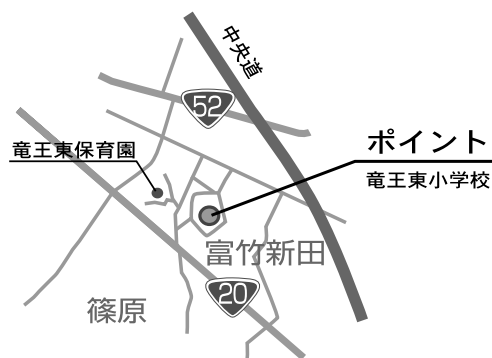 中央道
52
ポイント
竜王東保育園
竜王東小学校
富竹新田
20
篠原